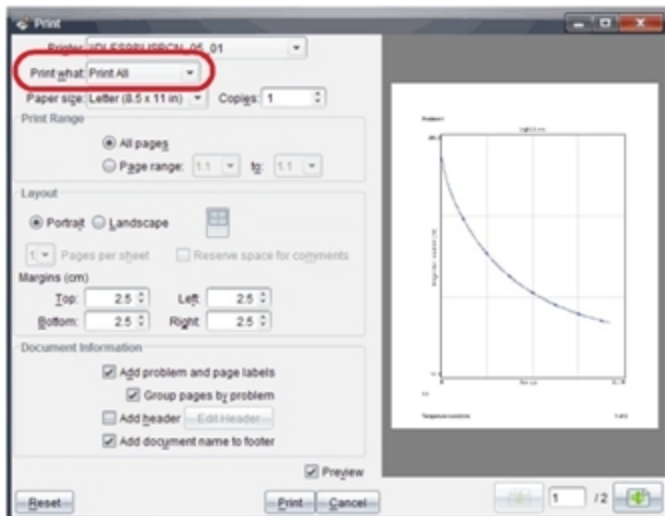 Print
Printer:
Print what: Print All
Paper size: Letter (8.5 x 11 in) Copies: 1
Print Range
All pages
Page range: 1.1 to: 1.1
Layout
Portrait Landscape
1 Pages per sheet Reserve space for comments
Margins (cm)
Top: 2.5 Left: 2.5
Bottom: 2.5 Right: 2.5
Document Information
Add problem and page labels
Group pages by problem
Add header Edit Header
Add document name to footer
Preview
Reset Print Cancel
1 / 2